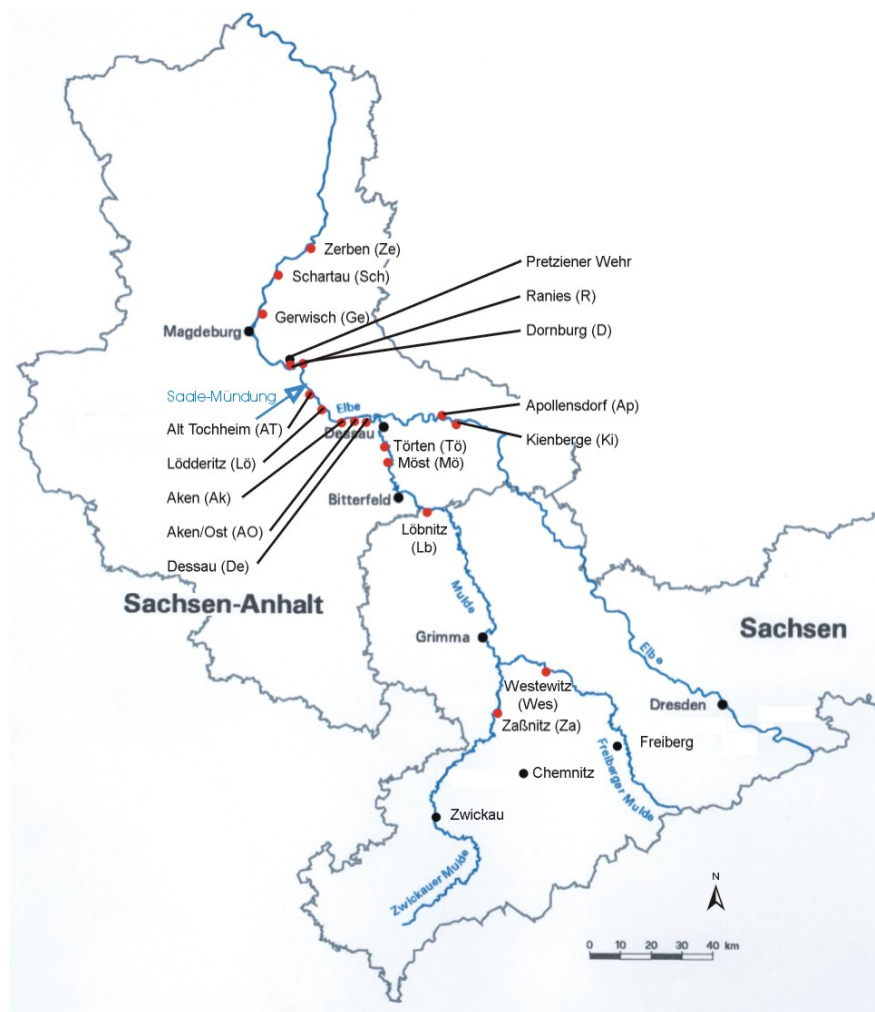 Zerben (Ze)
Pretziener Wehr
Schartau (Sch)
Ranies (R)
Gerwisch (Ge)
Magdeburg
Dornburg (D)
Saale-Mündung
Elbe
Apollensdorf (Ap)
Alt Tochheim (AT)
Dessau
Kienberge (Ki)
Törten (Tö)
Lödderitz (Lö)
Möst (Mö)
Aken (Ak)
Bitterfeld
Aken/Ost (AO)
Löbnitz
(Lb)
Dessau (De)
Mulde
Sachsen-Anhalt
Sachsen
Grimma
Elbe
Westewitz
(Wes)
Dresden
Zaßnitz (Za)
Freiberg
Freiberger Mulde
Chemnitz
Zwickau
Zwickauer Mulde
N
0 10 20 30 40 km